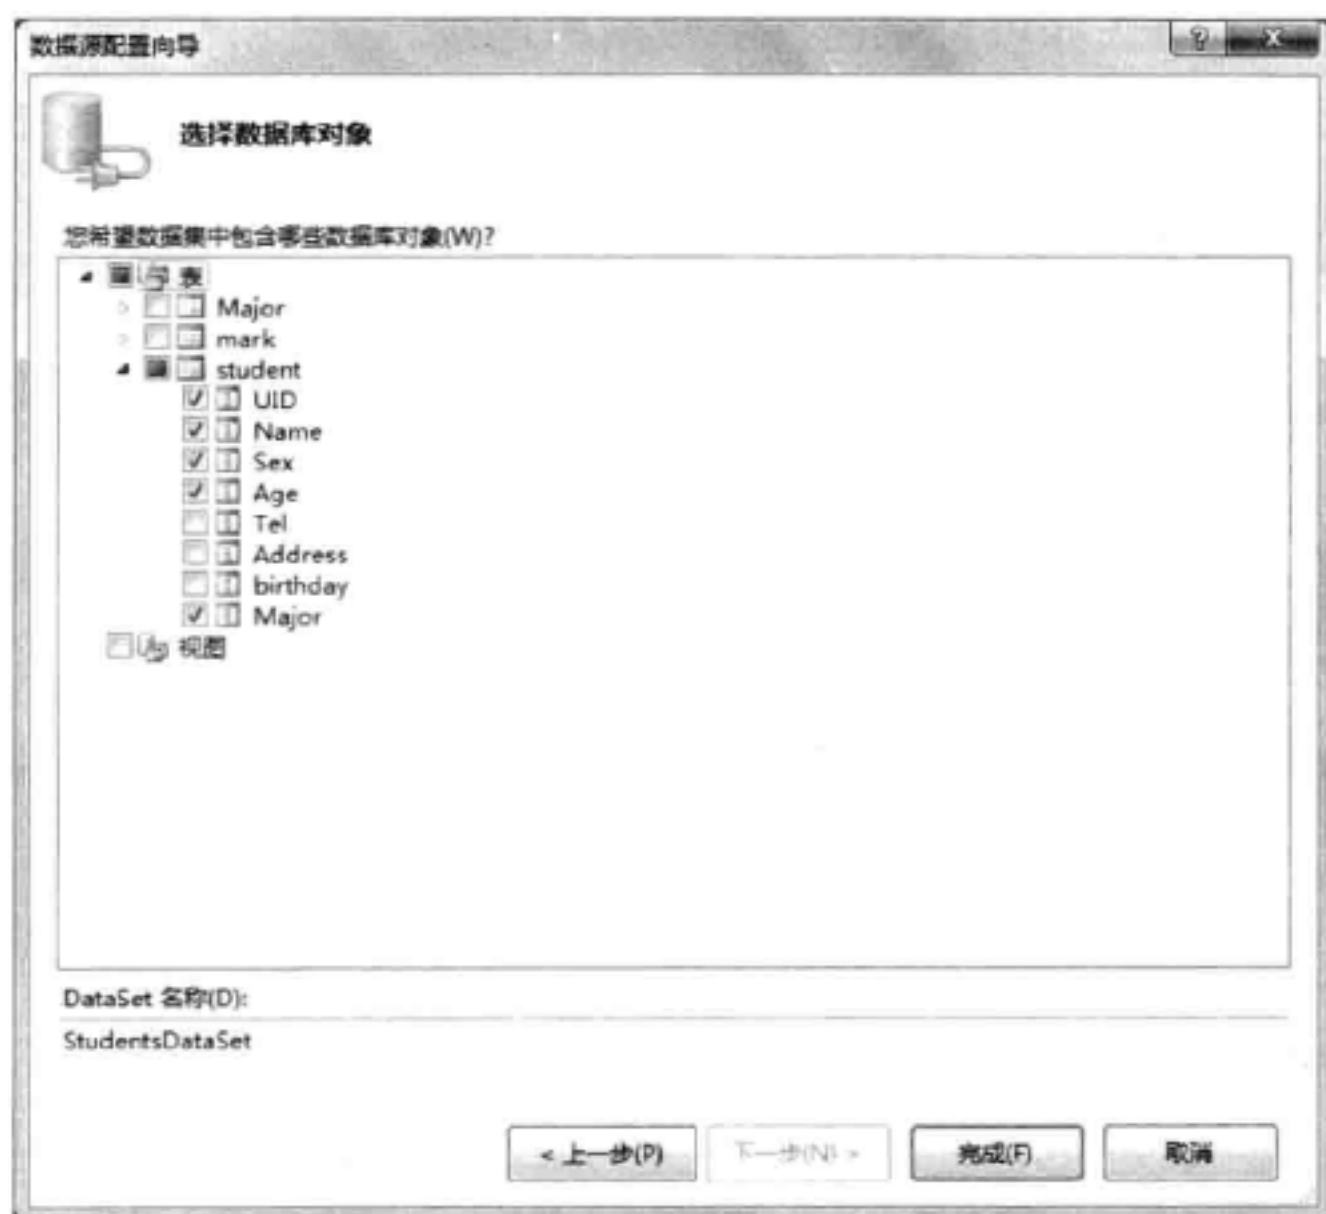 数据源配置向导
选择数据库对象
您希望数据集中包含哪些数据库对象(W)?
表
Major
mark
student
UID
Name
Sex
Age
Tel
Address
birthday
Major
视图
DataSet 名称(D):
StudentsDataSet
< 上一步(P) 下一步(N) > 完成(F) 取消